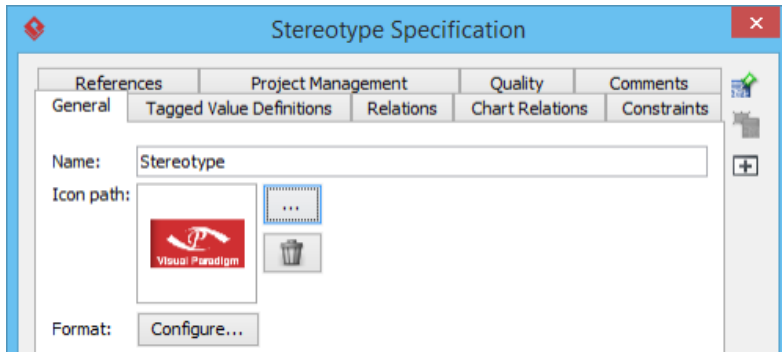 Stereotype Specification
References Project Management Quality Comments
General Tagged Value Definitions Relations Chart Relations Constraints
Name: Stereotype
Icon path: ...
Visual Paradigm
Format: Configure...